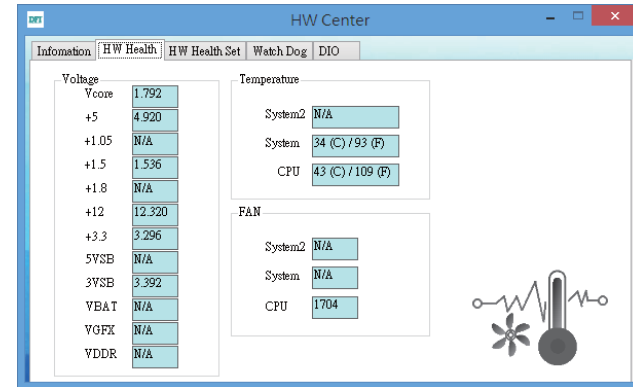 DFI HW Center
Infomation HW Health HW Health Set Watch Dog DIO
Voltage
Vcore 1.792
+5 4.920
+1.05 N/A
+1.5 1.536
+1.8 N/A
+12 12.320
+3.3 3.296
5VSB N/A
3VSB 3.392
VBAT N/A
VGFX N/A
VDDR N/A
Temperature
System2 N/A
System 34 (C) / 93 (F)
CPU 43 (C) / 109 (F)
FAN
System2 N/A
System N/A
CPU 1704